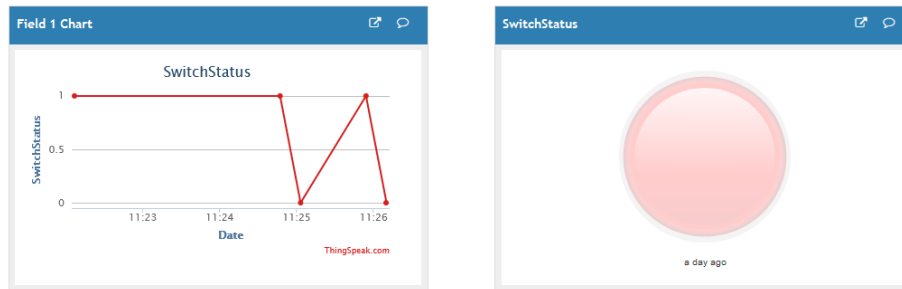 Field 1 Chart
SwitchStatus
SwitchStatus
1
0.5
0
11:23
11:24
11:25
11:26
Date
ThingSpeak.com
SwitchStatus
a day ago